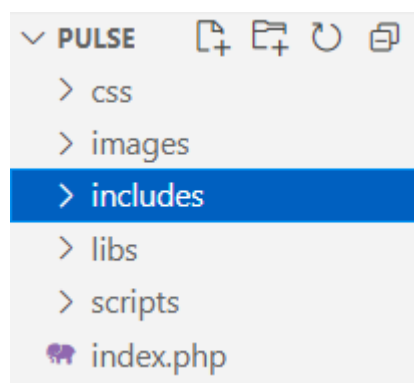 PULSE
css
images
includes
libs
scripts
index.php